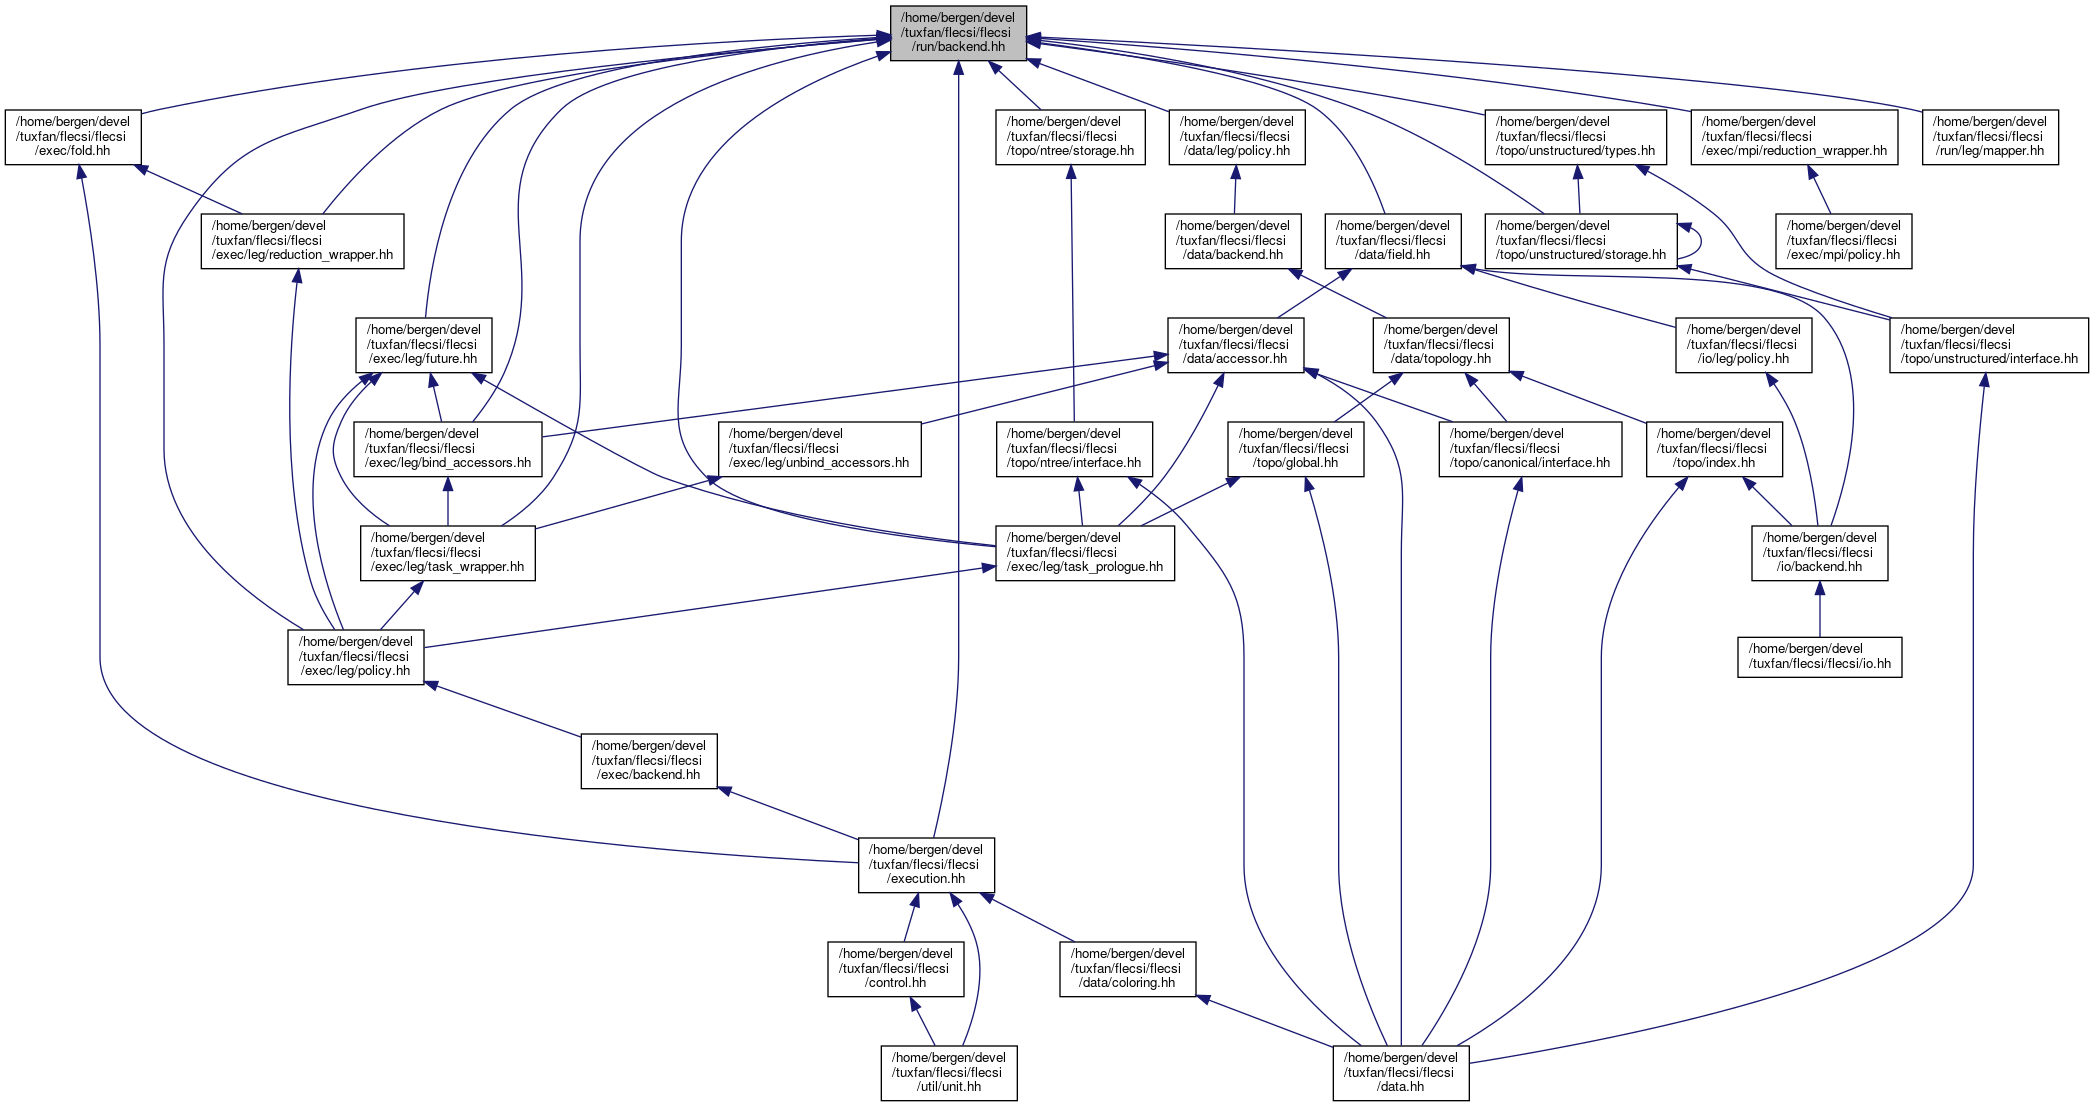 /home/bergen/devel
/tuxfan/flecsi/flecsi
/run/backend.hh
/home/bergen/devel
/tuxfan/flecsi/flecsi
/exec/fold.hh
/home/bergen/devel
/tuxfan/flecsi/flecsi
/topo/ntree/storage.hh
/home/bergen/devel
/tuxfan/flecsi/flecsi
/data/leg/policy.hh
/home/bergen/devel
/tuxfan/flecsi/flecsi
/topo/unstructured/types.hh
/home/bergen/devel
/tuxfan/flecsi/flecsi
/exec/mpi/reduction_wrapper.hh
/home/bergen/devel
/tuxfan/flecsi/flecsi
/run/leg/mapper.hh
/home/bergen/devel
/tuxfan/flecsi/flecsi
/exec/leg/reduction_wrapper.hh
/home/bergen/devel
/tuxfan/flecsi/flecsi
/data/backend.hh
/home/bergen/devel
/tuxfan/flecsi/flecsi
/data/field.hh
/home/bergen/devel
/tuxfan/flecsi/flecsi
/topo/unstructured/storage.hh
/home/bergen/devel
/tuxfan/flecsi/flecsi
/exec/mpi/policy.hh
/home/bergen/devel
/tuxfan/flecsi/flecsi
/exec/leg/future.hh
/home/bergen/devel
/tuxfan/flecsi/flecsi
/data/accessor.hh
/home/bergen/devel
/tuxfan/flecsi/flecsi
/data/topology.hh
/home/bergen/devel
/tuxfan/flecsi/flecsi
/io/leg/policy.hh
/home/bergen/devel
/tuxfan/flecsi/flecsi
/topo/unstructured/interface.hh
/home/bergen/devel
/tuxfan/flecsi/flecsi
/exec/leg/bind_accessors.hh
/home/bergen/devel
/tuxfan/flecsi/flecsi
/exec/leg/unbind_accessors.hh
/home/bergen/devel
/tuxfan/flecsi/flecsi
/topo/ntree/interface.hh
/home/bergen/devel
/tuxfan/flecsi/flecsi
/topo/global.hh
/home/bergen/devel
/tuxfan/flecsi/flecsi
/topo/canonical/interface.hh
/home/bergen/devel
/tuxfan/flecsi/flecsi
/topo/index.hh
/home/bergen/devel
/tuxfan/flecsi/flecsi
/exec/leg/task_wrapper.hh
/home/bergen/devel
/tuxfan/flecsi/flecsi
/exec/leg/task_prologue.hh
/home/bergen/devel
/tuxfan/flecsi/flecsi
/io/backend.hh
/home/bergen/devel
/tuxfan/flecsi/flecsi
/exec/leg/policy.hh
/home/bergen/devel
/tuxfan/flecsi/flecsi/io.hh
/home/bergen/devel
/tuxfan/flecsi/flecsi
/exec/backend.hh
/home/bergen/devel
/tuxfan/flecsi/flecsi
/execution.hh
/home/bergen/devel
/tuxfan/flecsi/flecsi
/control.hh
/home/bergen/devel
/tuxfan/flecsi/flecsi
/data/coloring.hh
/home/bergen/devel
/tuxfan/flecsi/flecsi
/util/unit.hh
/home/bergen/devel
/tuxfan/flecsi/flecsi
/data.hh